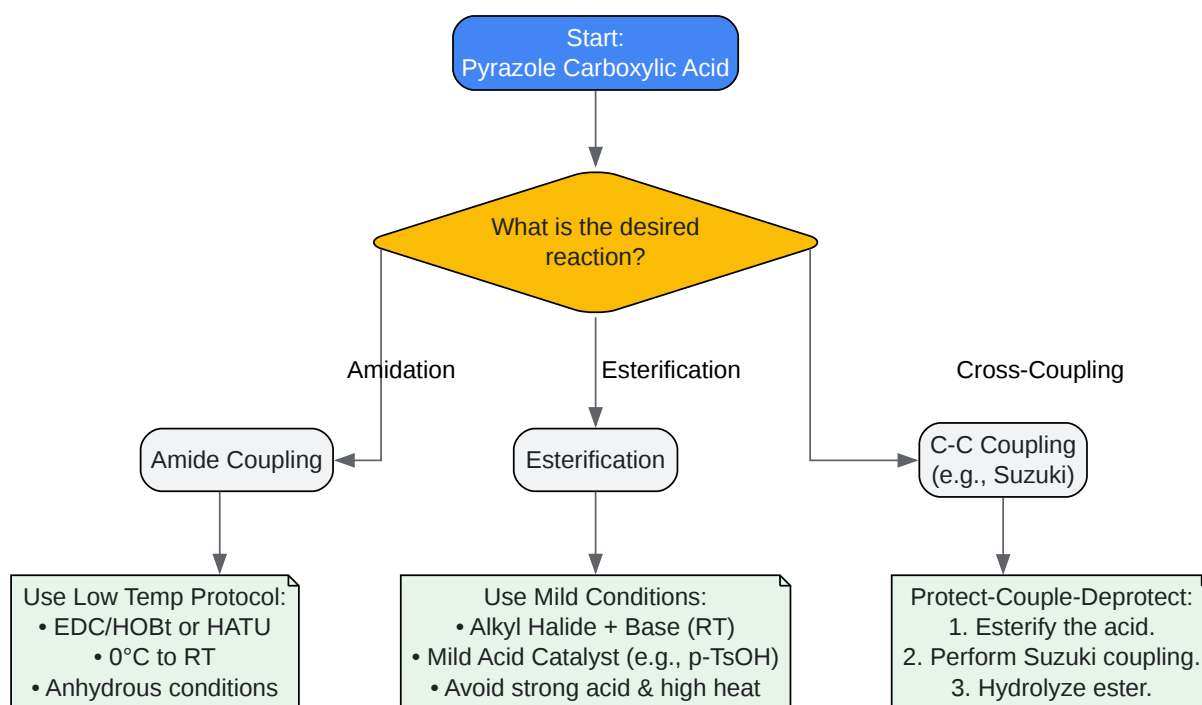 Start:
Pyrazole Carboxylic Acid
What is the desired
reaction?
Amidation
Esterification
Cross-Coupling
Amide Coupling
Esterification
C-C Coupling
(e.g., Suzuki)
Use Low Temp Protocol:
• EDC/HOBt or HATU
• 0°C to RT
• Anhydrous conditions
Use Mild Conditions:
• Alkyl Halide + Base (RT)
• Mild Acid Catalyst (e.g., p-TsOH)
• Avoid strong acid & high heat
Protect-Couple-Deprotect:
1. Esterify the acid.
2. Perform Suzuki coupling.
3. Hydrolyze ester.